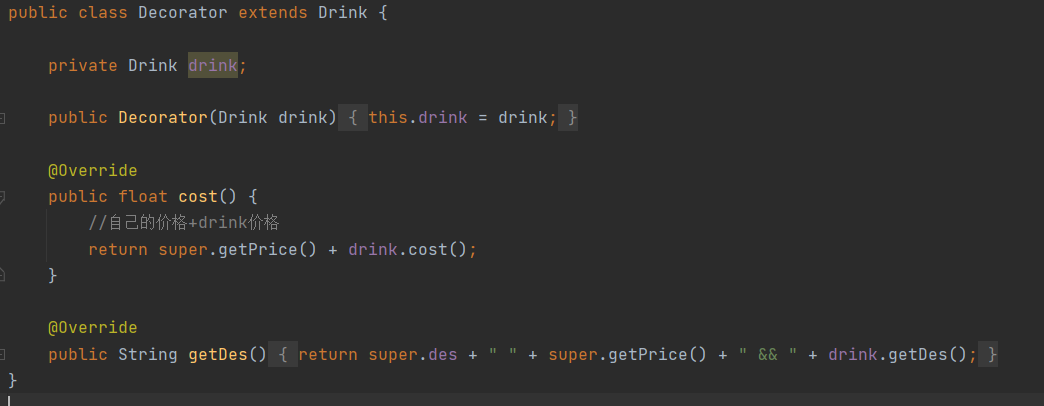 public class Decorator extends Drink {
private Drink drink;
public Decorator(Drink drink) { this.drink = drink; }
@Override
public float cost() {
//自己的价格+drink价格
return super.getPrice() + drink.cost();
}
@Override
public String getDes() { return super.des + " " + super.getPrice() + " && " + drink.getDes(); }
}